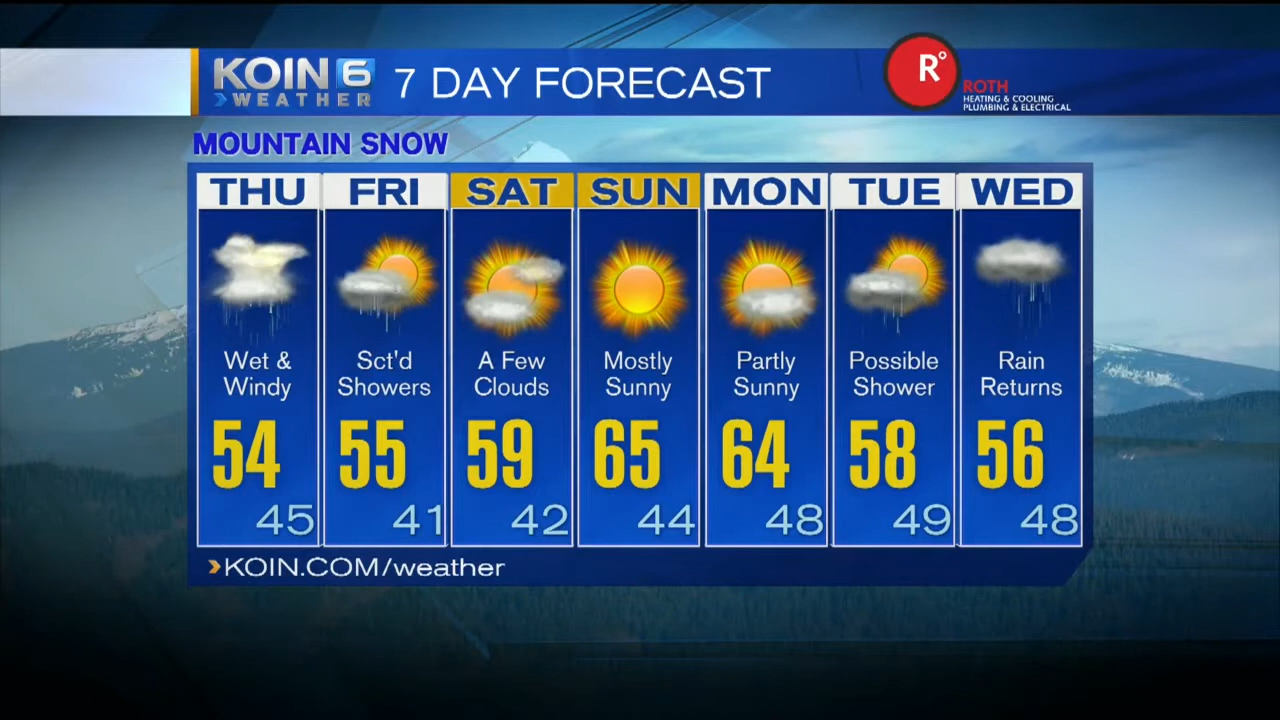 KOIN 6
WEATHER
7 DAY FORECAST
R°
ROTH
HEATING & COOLING
PLUMBING & ELECTRICAL
MOUNTAIN SNOW
THU FRI SAT SUN MON TUE WED
Wet & Sct'd A Few Mostly Partly Possible Rain
Windy Showers Clouds Sunny Sunny Shower Returns
54 55 59 65 64 58 56
45 41 42 44 48 49 48
KOIN.COM/weather